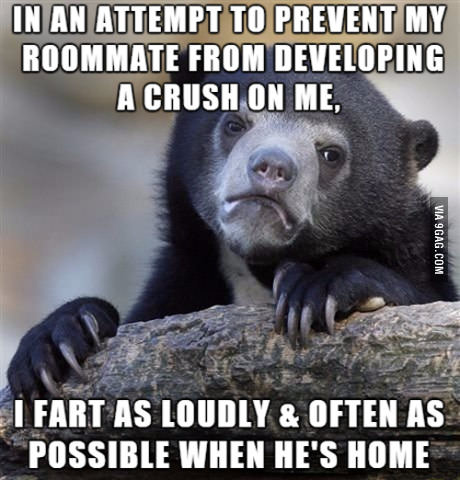 IN AN ATTEMPT TO PREVENT MY
ROOMMATE FROM DEVELOPING
A CRUSH ON ME,
VIA 9GAG.COM
I FART AS LOUDLY & OFTEN AS
POSSIBLE WHEN HE'S HOME